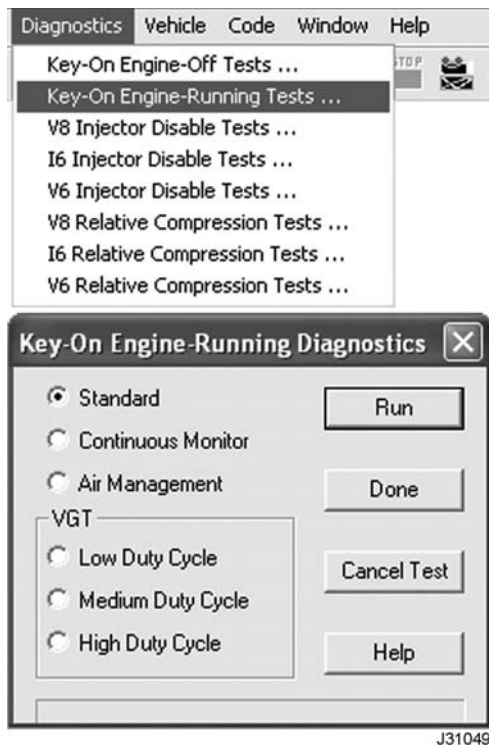 Diagnostics Vehicle Code Window Help
Key-On Engine-Off Tests ...
STOP
Key-On Engine-Running Tests ...
V8 Injector Disable Tests ...
I6 Injector Disable Tests ...
V6 Injector Disable Tests ...
V8 Relative Compression Tests ...
I6 Relative Compression Tests ...
V6 Relative Compression Tests ...
Key-On Engine-Running Diagnostics
Standard
Run
Continuous Monitor
Air Management
Done
VGT
Low Duty Cycle
Cancel Test
Medium Duty Cycle
High Duty Cycle
Help
J31049